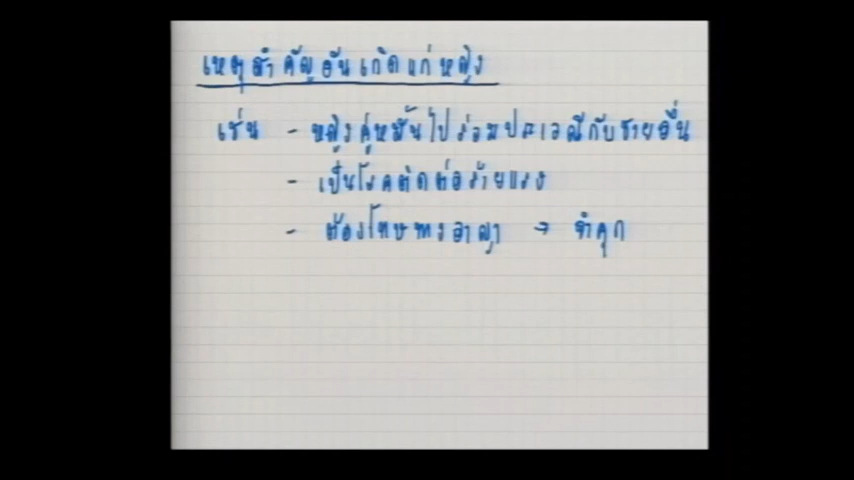 เหตุสำคัญอันเกิดแก่หญิง
เช่น - หญิงคู่หมั้นไปร่วมประเวณีกับชายอื่น
- เป็นโรคติดต่อร้ายแรง
- ต้องโทษทางอาญา → จำคุก